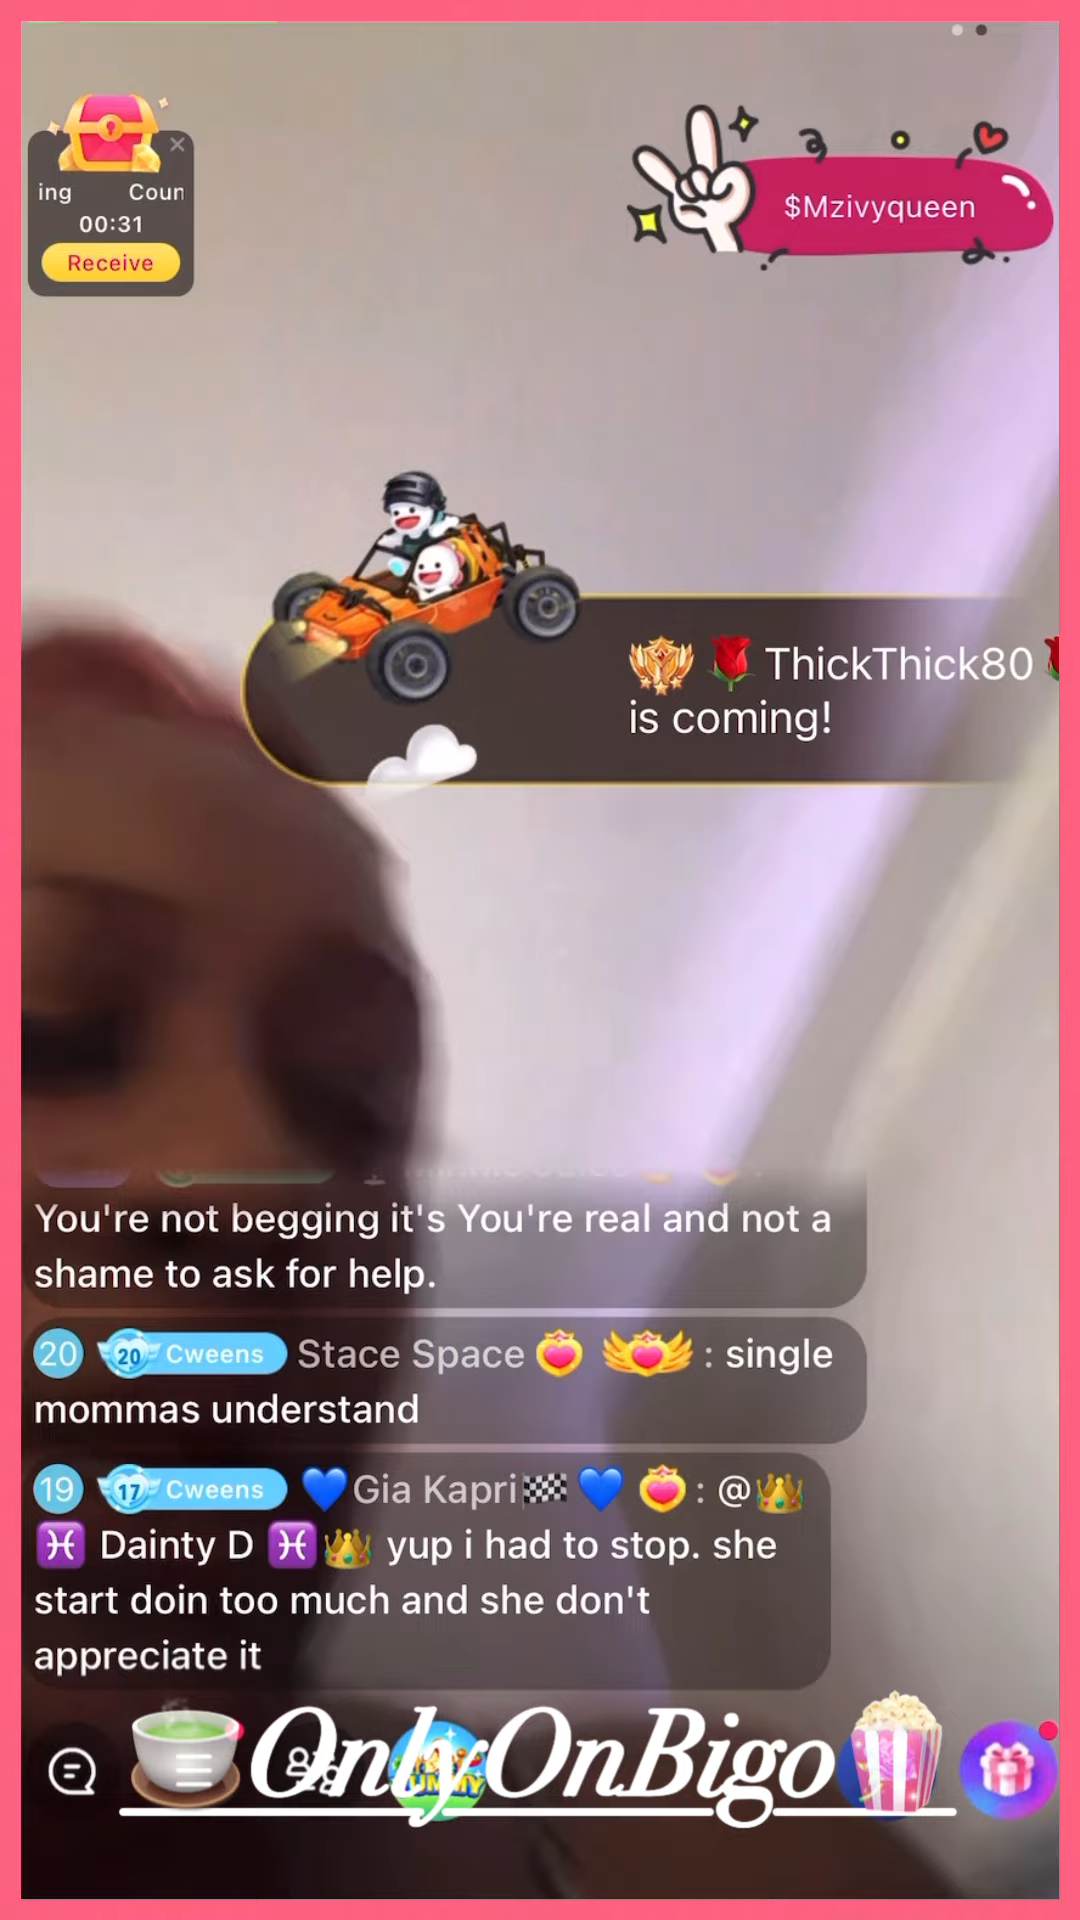 ing Coun
00:31
Receive
$Mzivyqueen
ThickThick80
is coming!
You're not begging it's You're real and not a
shame to ask for help.
20 20 Cweens Stace Space : single
mommas understand
19 17 Cweens 💙Gia Kapri🏁💙 : @👑
♓ Dainty D ♓👑 yup i had to stop. she
start doin too much and she don't
appreciate it
OnlyOnBigo